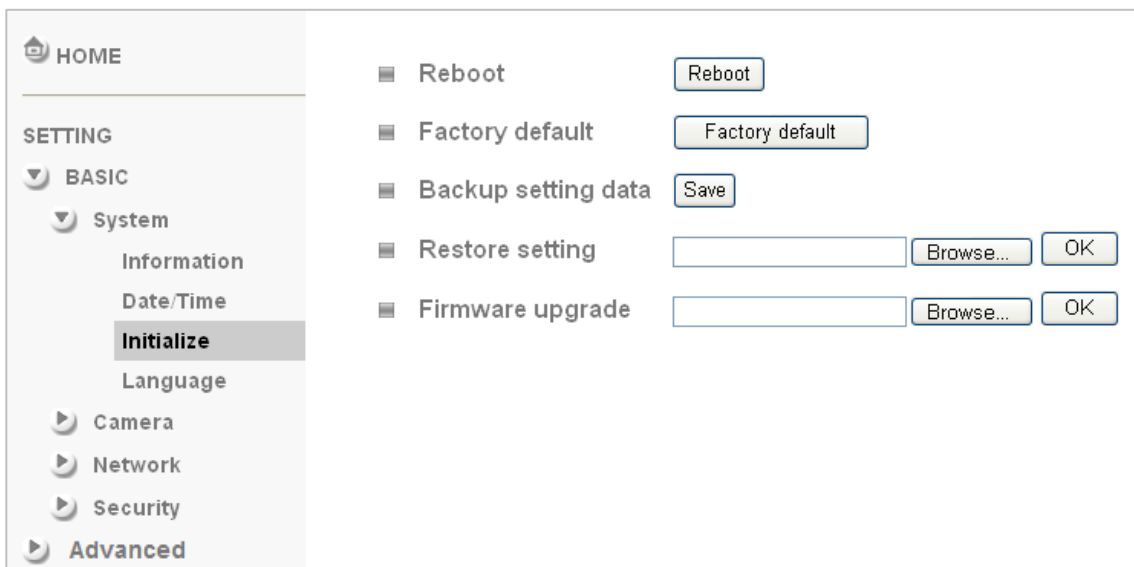 HOME
SETTING
BASIC
System
Information
Date/Time
Initialize
Language
Camera
Network
Security
Advanced
Reboot Reboot
Factory default Factory default
Backup setting data Save
Restore setting Browse... OK
Firmware upgrade Browse... OK